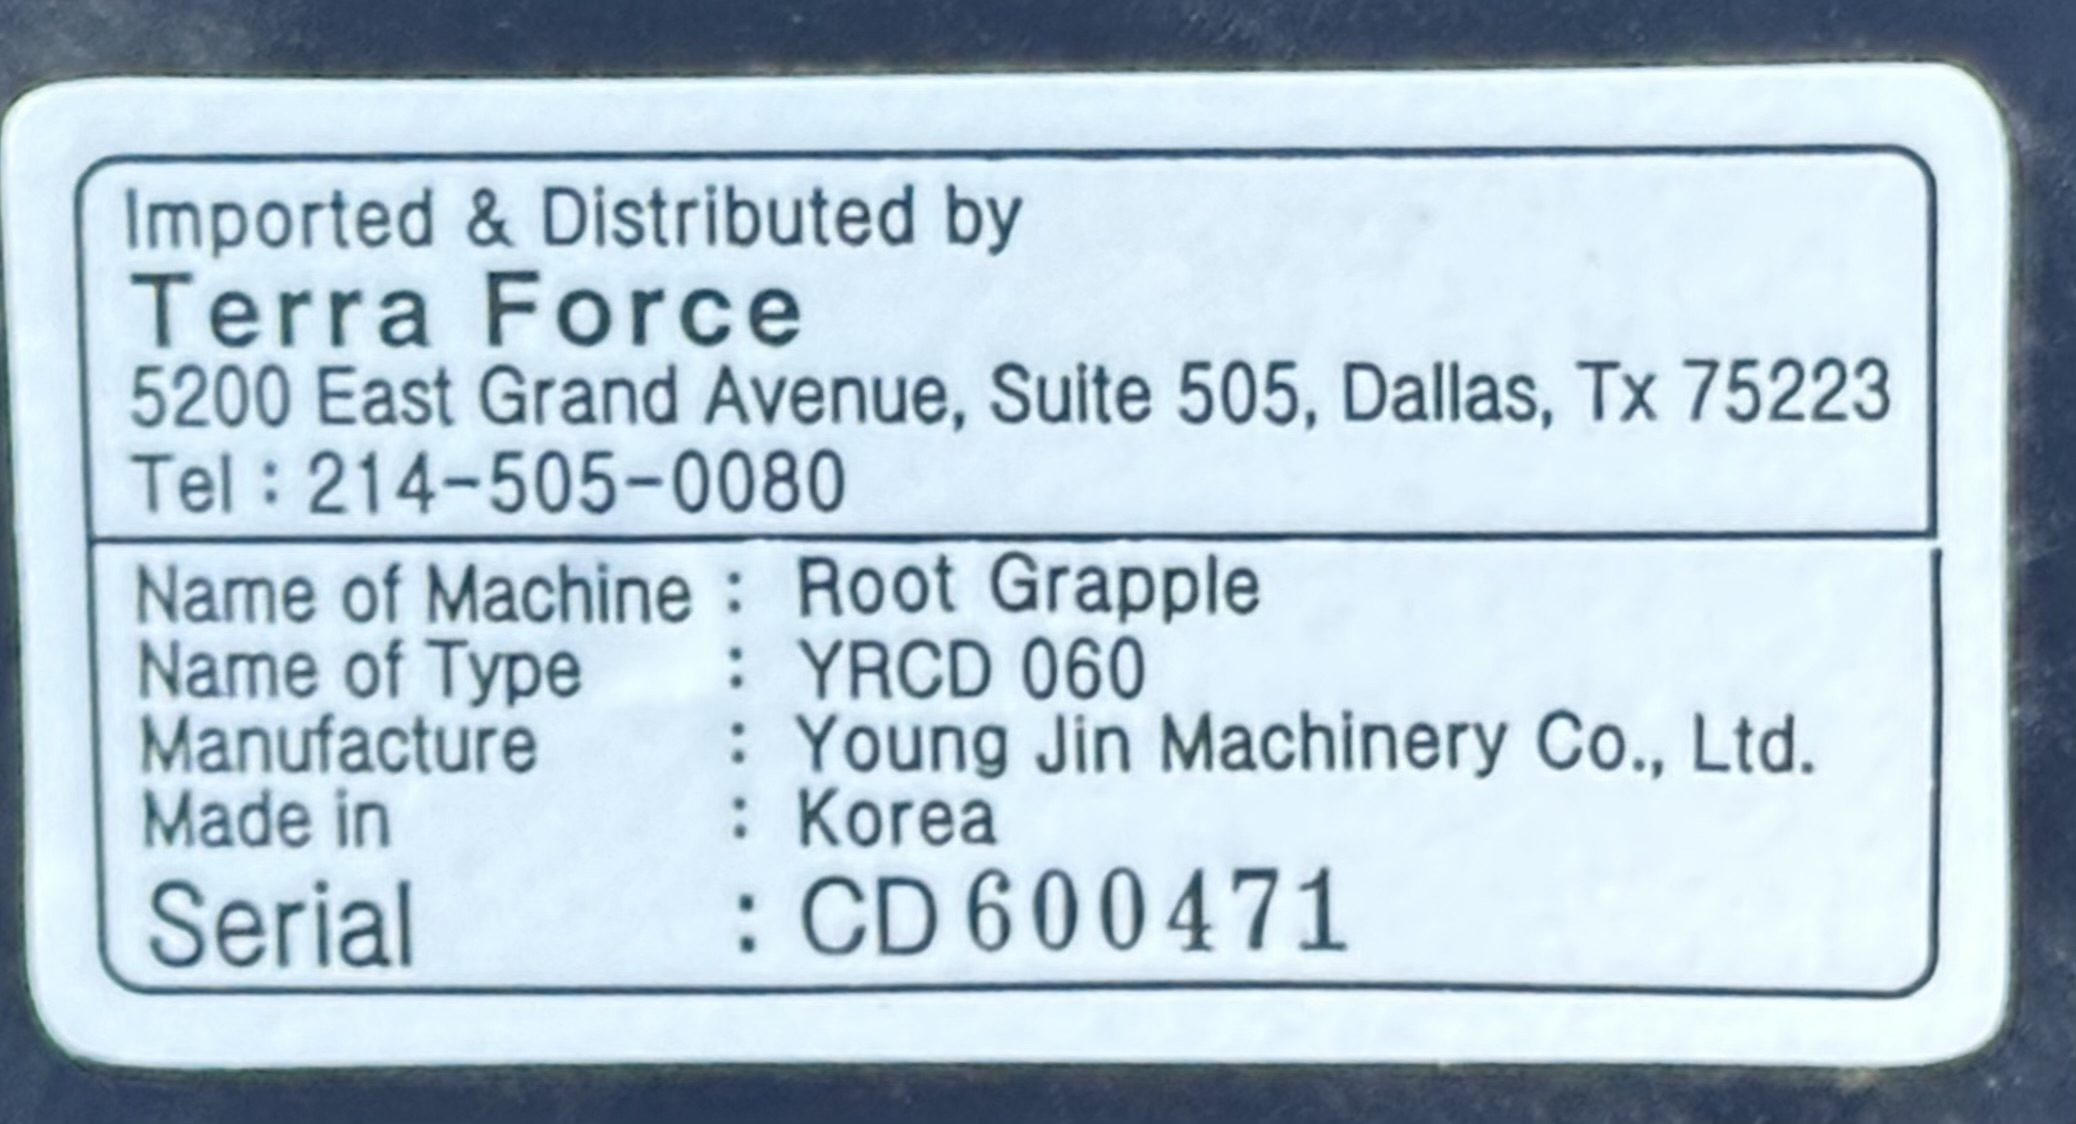 Imported & Distributed by
Terra Force
5200 East Grand Avenue, Suite 505, Dallas, Tx 75223
Tel : 214-505-0080
Name of Machine : Root Grapple
Name of Type : YRCD 060
Manufacture : Young Jin Machinery Co., Ltd.
Made in : Korea
Serial : CD 600471